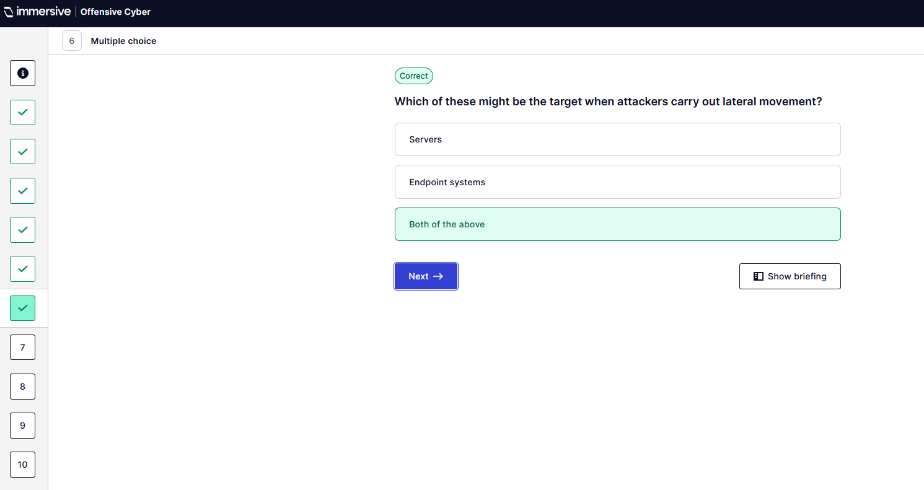 immersive | Offensive Cyber
6 Multiple choice
Correct
Which of these might be the target when attackers carry out lateral movement?
Servers
Endpoint systems
Both of the above
Next →
Show briefing
7
8
9
10